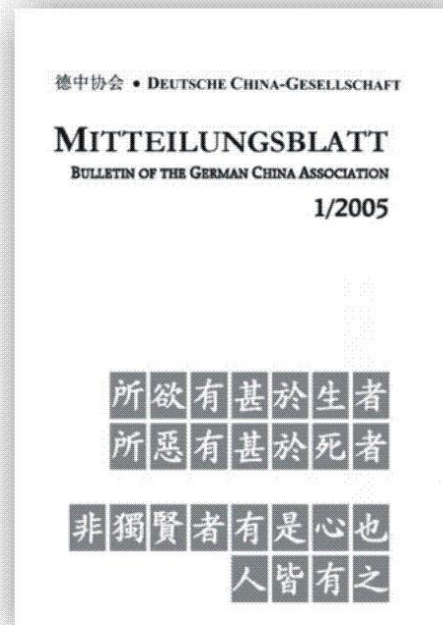 德中协会 • DEUTSCHE CHINA-GESELLSCHAFT
MITTEILUNGSBLATT
BULLETIN OF THE GERMAN CHINA ASSOCIATION
1/2005
所欲有甚於生者
所惡有甚於死者
非獨賢者有是心也
人皆有之